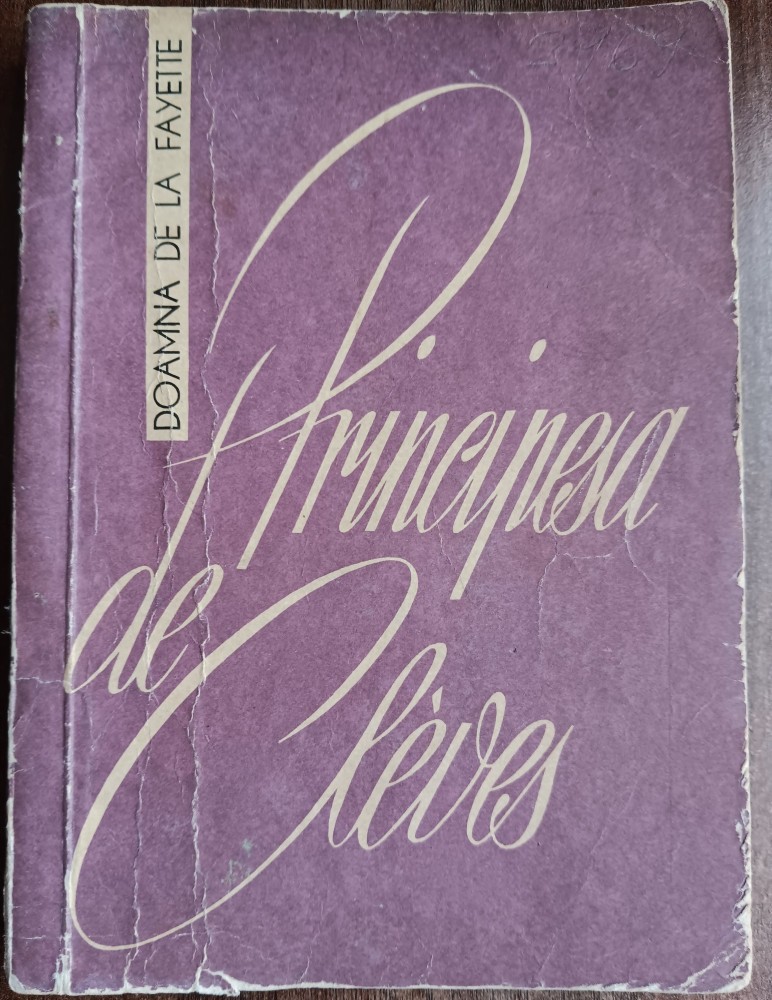 DOAMNA DE LA FAYETTE
Principesa
de
Clèves